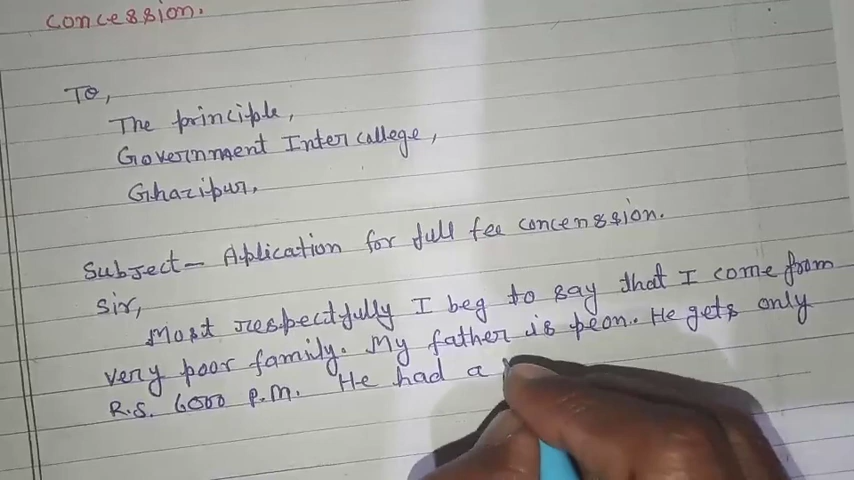 concession.
To,
The principle,
Government Inter college,
Ghazipur,
Subject- Application for full fee concenssion.
Sir,
Most respectfully I beg to say that I come from
very poor family. My father is peon. He gets only
R.S. 6000 P.M. He had a